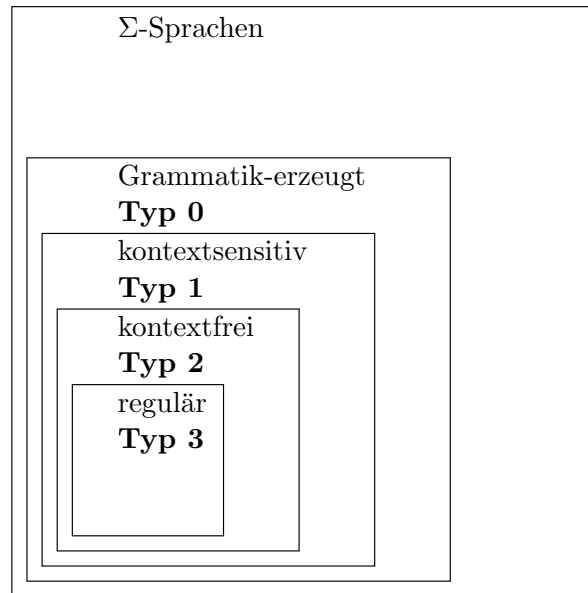 Σ-Sprachen
Grammatik-erzeugt
Typ 0
kontextsensitiv
Typ 1
kontextfrei
Typ 2
regulär
Typ 3